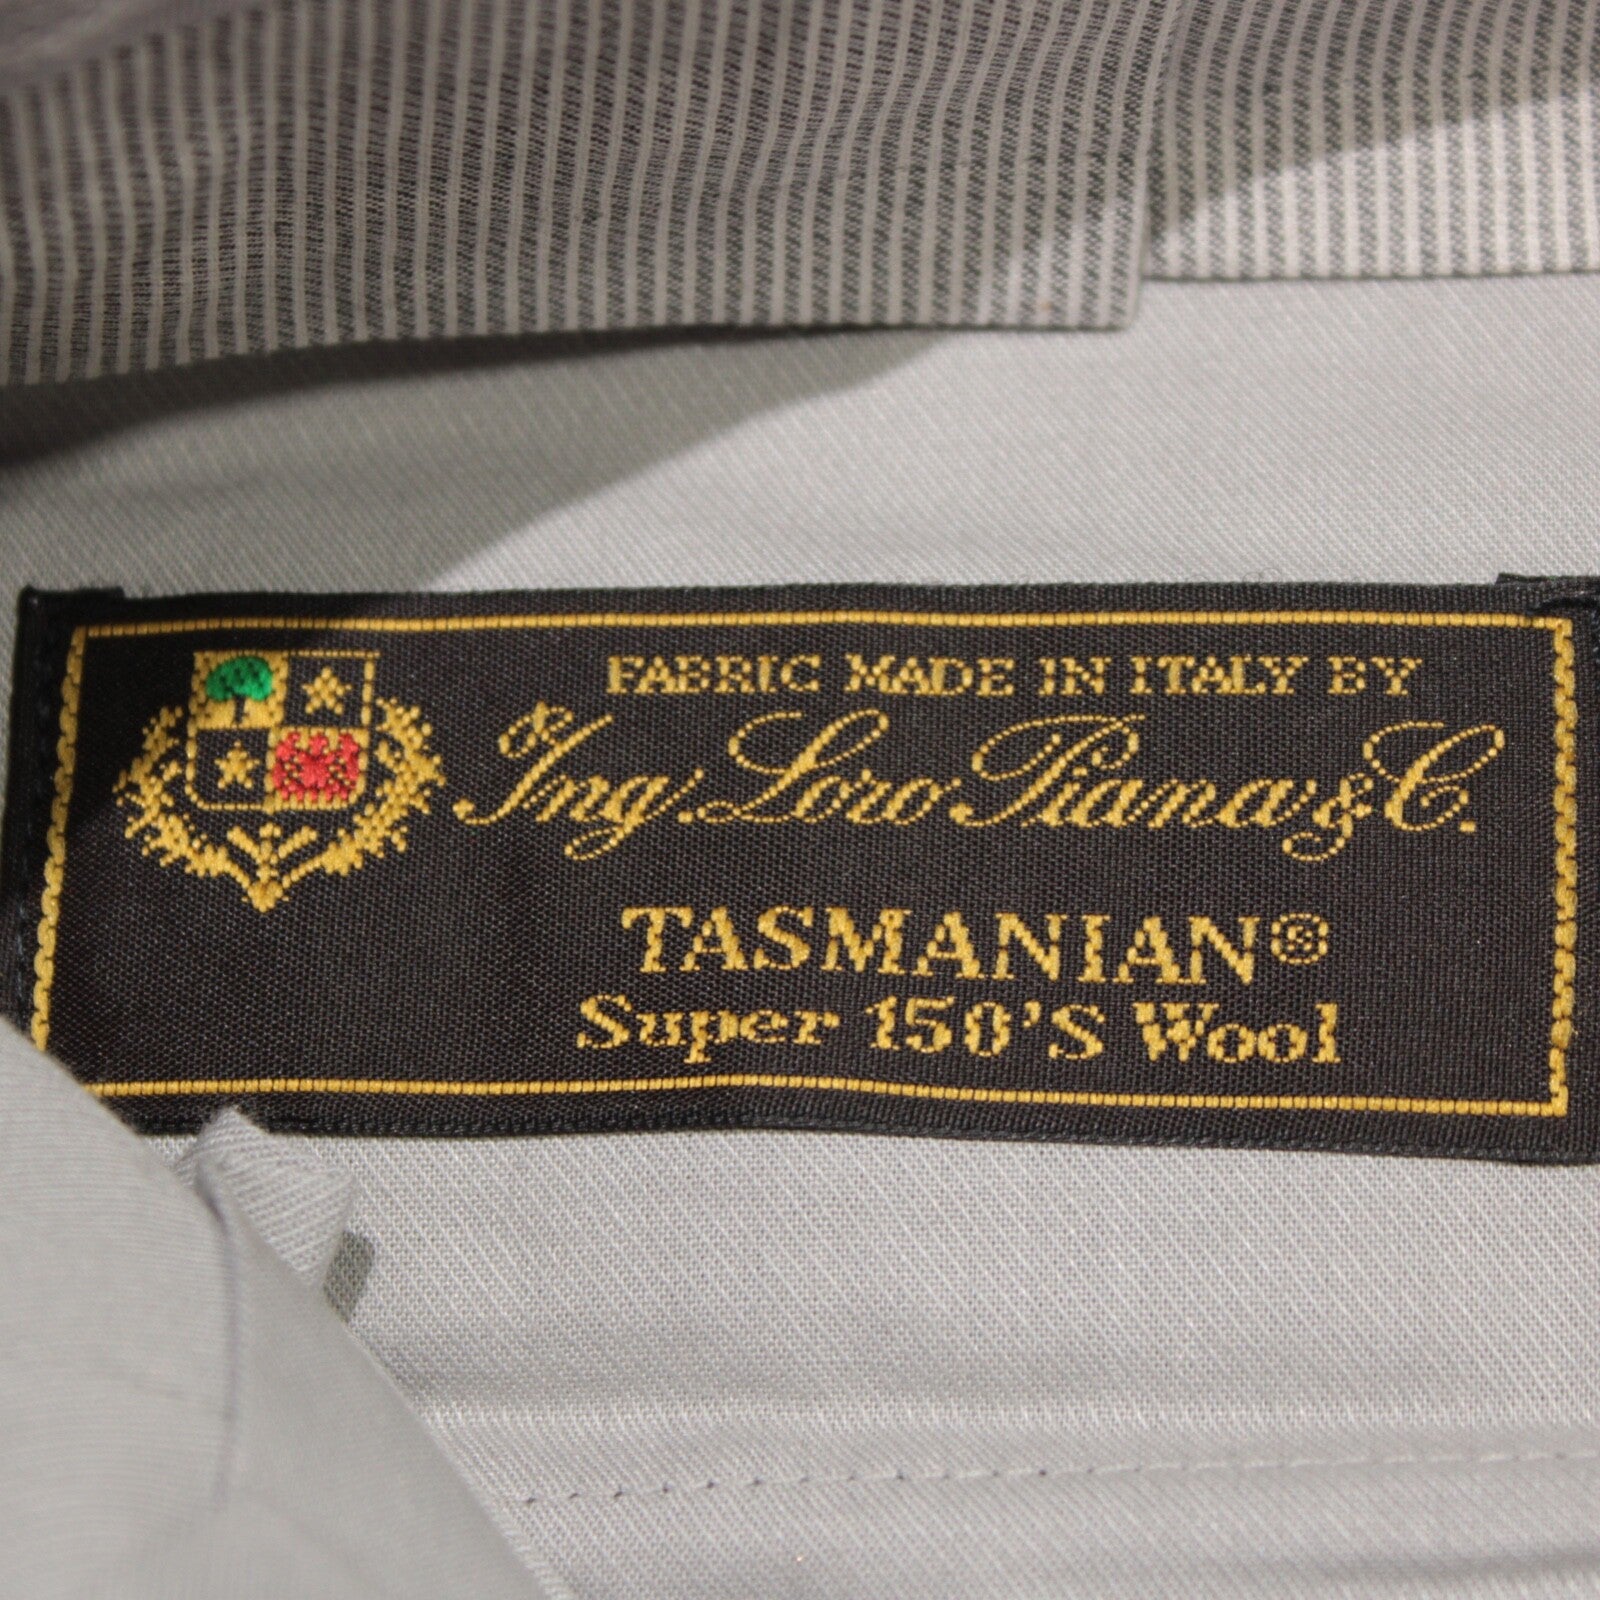 FABRIC MADE IN ITALY BY
Ing. Loro Piana & C.
TASMANIAN®
Super 150'S Wool